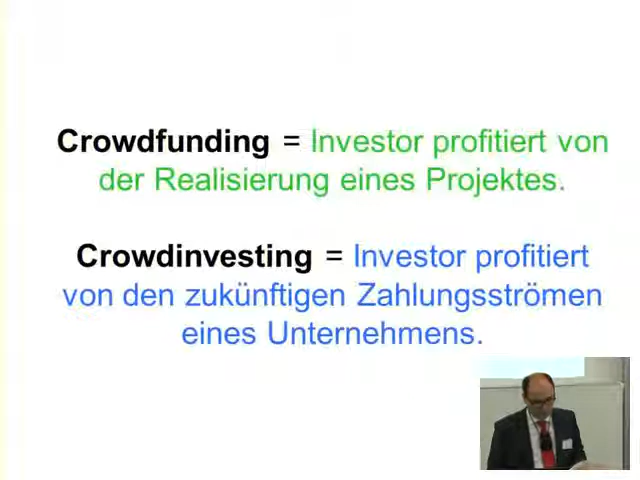 Crowdfunding = Investor profitiert von
der Realisierung eines Projektes.
Crowdinvesting = Investor profitiert
von den zukünftigen Zahlungsströmen
eines Unternehmens.